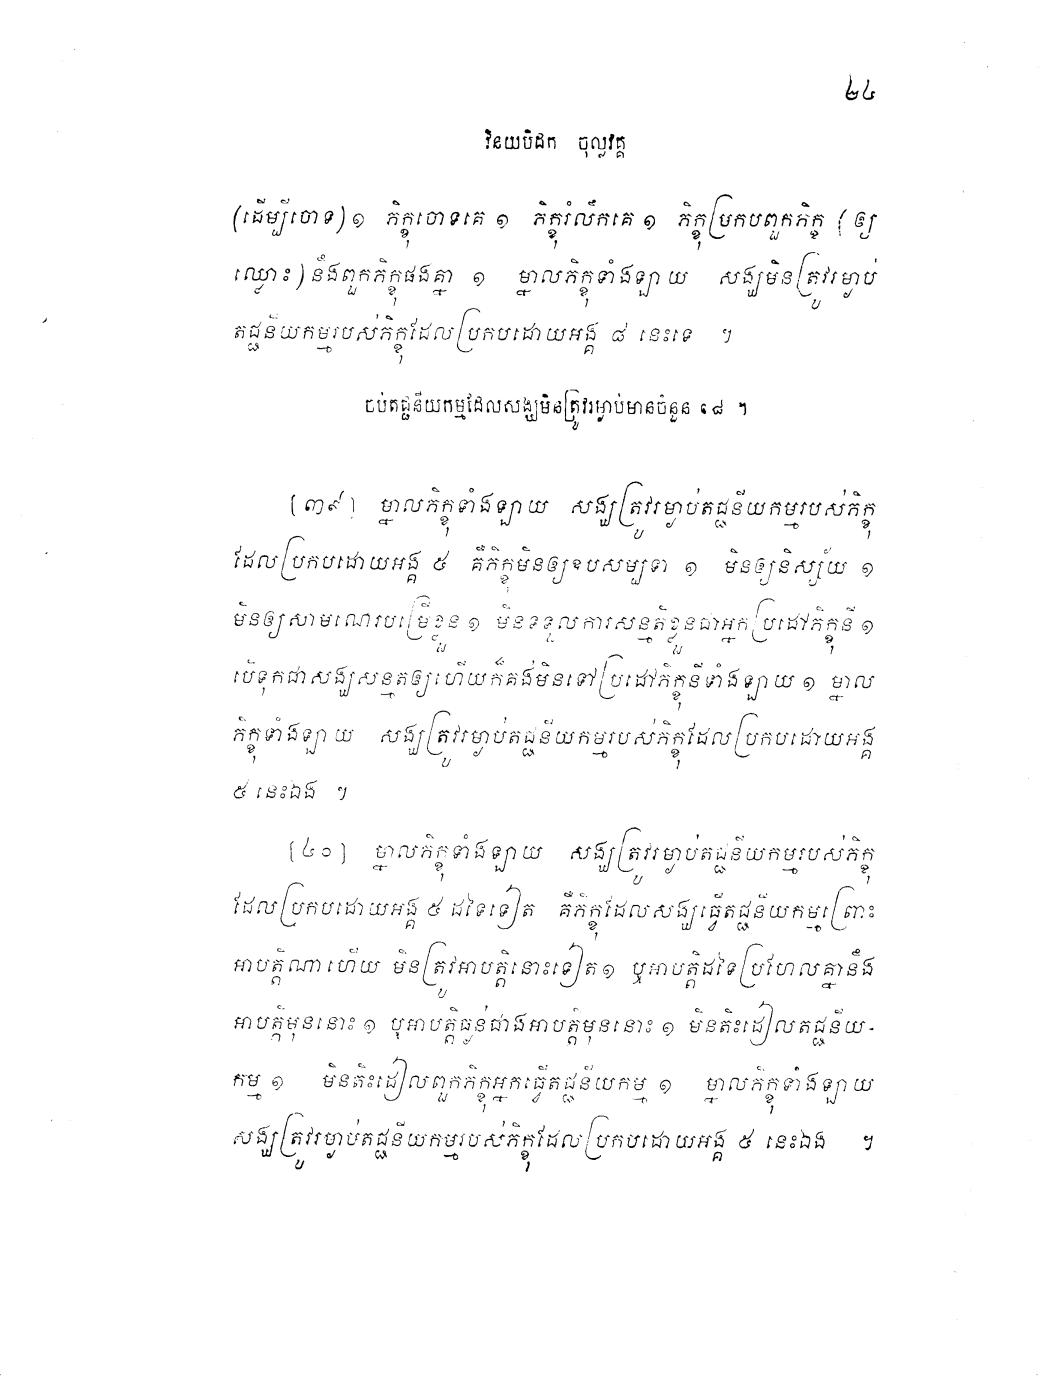 ៤៤
វិនយបិដក ចុល្លវគ្គ
(ដើម្បីចោទ) ១ ភិក្ខុចោទគេ ១ ភិក្ខុរំលឹកគេ ១ ភិក្ខុប្រកបពួកភិក្ខុ (ឲ្យ
ឈ្លោះ) នឹងពួកភិក្ខុផងគ្នា ១ ម្នាលភិក្ខុទាំងឡាយ សង្ឃមិនត្រូវរម្ងាប់
តជ្ជនីយកម្មរបស់ភិក្ខុដែលប្រកបដោយអង្គ ៨ នេះទេ ។
ចប់តជ្ជនីយកម្មដែលសង្ឃមិនត្រូវរម្ងាប់មានចំនួន ១៨ ។
[៣៩] ម្នាលភិក្ខុទាំងឡាយ សង្ឃត្រូវរម្ងាប់តជ្ជនីយកម្មរបស់ភិក្ខុ
ដែលប្រកបដោយអង្គ ៥ គឺភិក្ខុមិនឲ្យឧបសម្បទា ១ មិនឲ្យនិស្ស័យ ១
មិនឲ្យសាមណេរបម្រើខ្លួន ១ មិនទទួលការសន្មតិខ្លួនជាអ្នកប្រដៅភិក្ខុនី ១
បើទុកជាសង្ឃសន្មតឲ្យហើយក៏គង់មិនទៅប្រដៅភិក្ខុនីទាំងឡាយ ១ ម្នាល
ភិក្ខុទាំងឡាយ សង្ឃត្រូវរម្ងាប់តជ្ជនីយកម្មរបស់ភិក្ខុដែលប្រកបដោយអង្គ
៥ នេះឯង ។
[៤០] ម្នាលភិក្ខុទាំងឡាយ សង្ឃត្រូវរម្ងាប់តជ្ជនីយកម្មរបស់ភិក្ខុ
ដែលប្រកបដោយអង្គ ៥ ដទៃទៀត គឺភិក្ខុដែលសង្ឃធ្វើតជ្ជនីយកម្មព្រោះ
អាបត្តិណាហើយ មិនត្រូវអាបត្តិនោះទៀត ១ ឬអាបត្តិដទៃប្រហែលគ្នានឹង
អាបត្តិមុននោះ ១ ឬអាបត្តិធ្ងន់ជាងអាបត្តិមុននោះ ១ មិនតិះដៀលតជ្ជនីយ-
កម្ម ១ មិនតិះដៀលពួកភិក្ខុអ្នកធ្វើតជ្ជនីយកម្ម ១ ម្នាលភិក្ខុទាំងឡាយ
សង្ឃត្រូវរម្ងាប់តជ្ជនីយកម្មរបស់ភិក្ខុដែលប្រកបដោយអង្គ ៥ នេះឯង ។